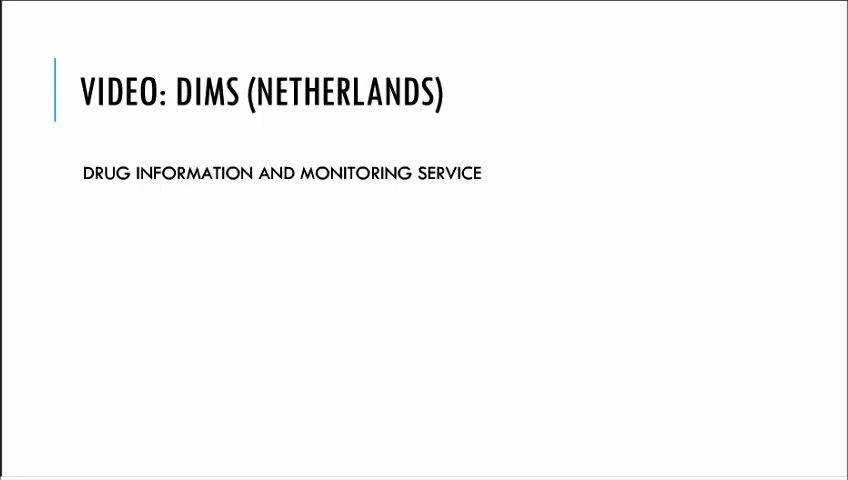 VIDEO: DIMS (NETHERLANDS)
DRUG INFORMATION AND MONITORING SERVICE